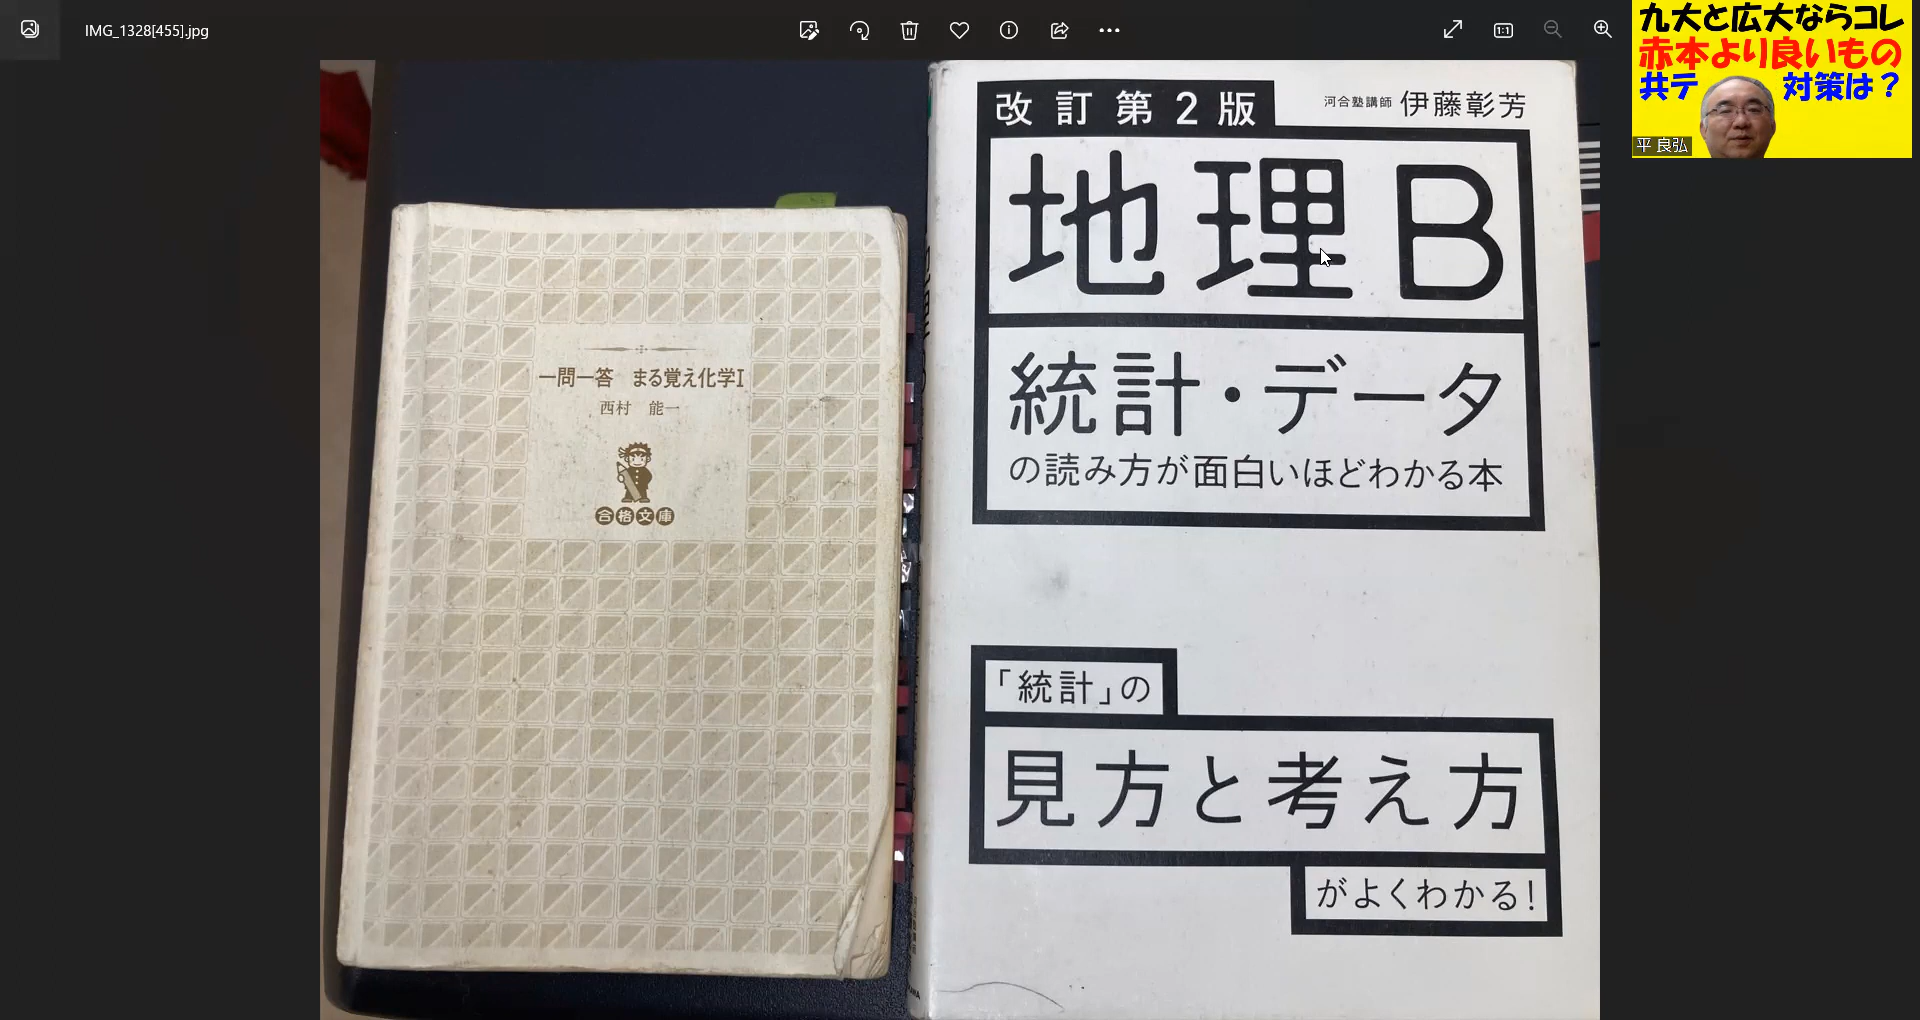 IMG_1328[455].jpg
1:1
九大と広大ならコレ
赤本より良いもの
共テ 対策は？
平 良弘
一問一答 まる覚え化学I
西村 能一
合格文庫
改訂第2版
河合塾講師 伊藤彰芳
地理B
統計・データ
の読み方が面白いほどわかる本
「統計」の
見方と考え方
がよくわかる！